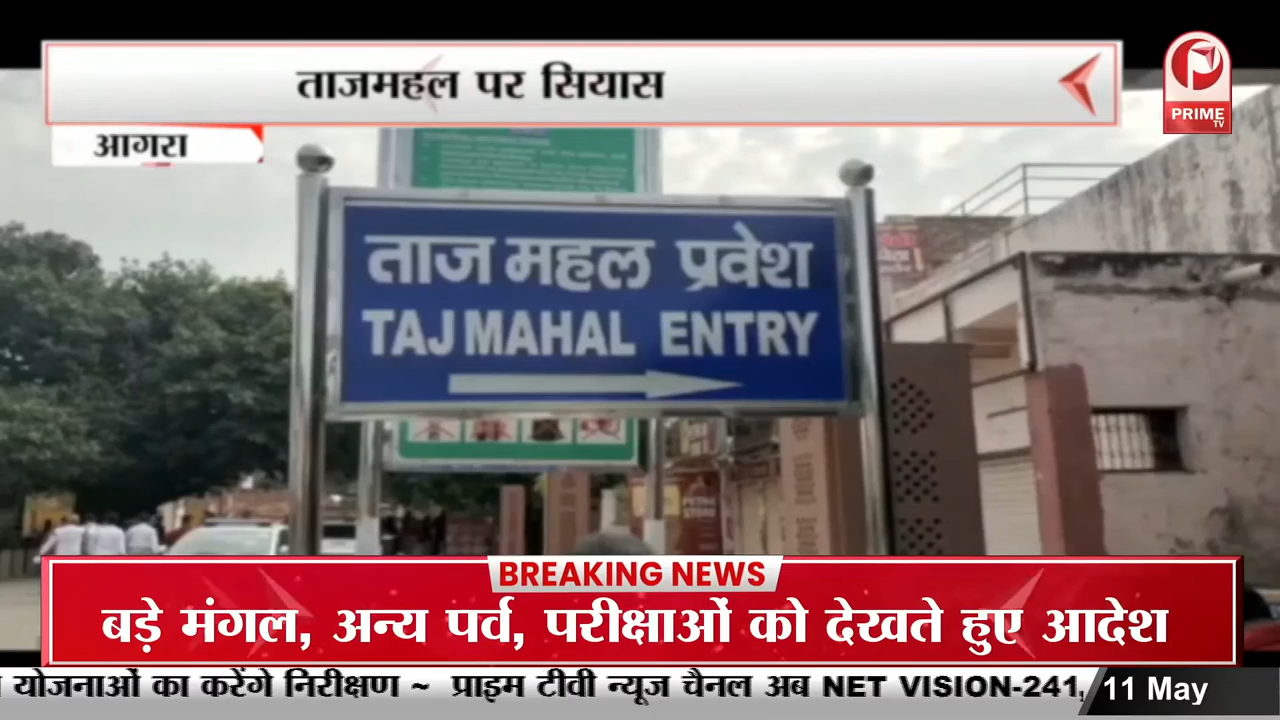 ताजमहल पर सियास
PRIME
TV
आगरा
ताज महल प्रवेश
TAJ MAHAL ENTRY
BREAKING NEWS
बड़े मंगल, अन्य पर्व, परीक्षाओं को देखते हुए आदेश
योजनाओं का करेंगे निरीक्षण ~ प्राइम टीवी न्यूज चैनल अब NET VISION-241,
11 May